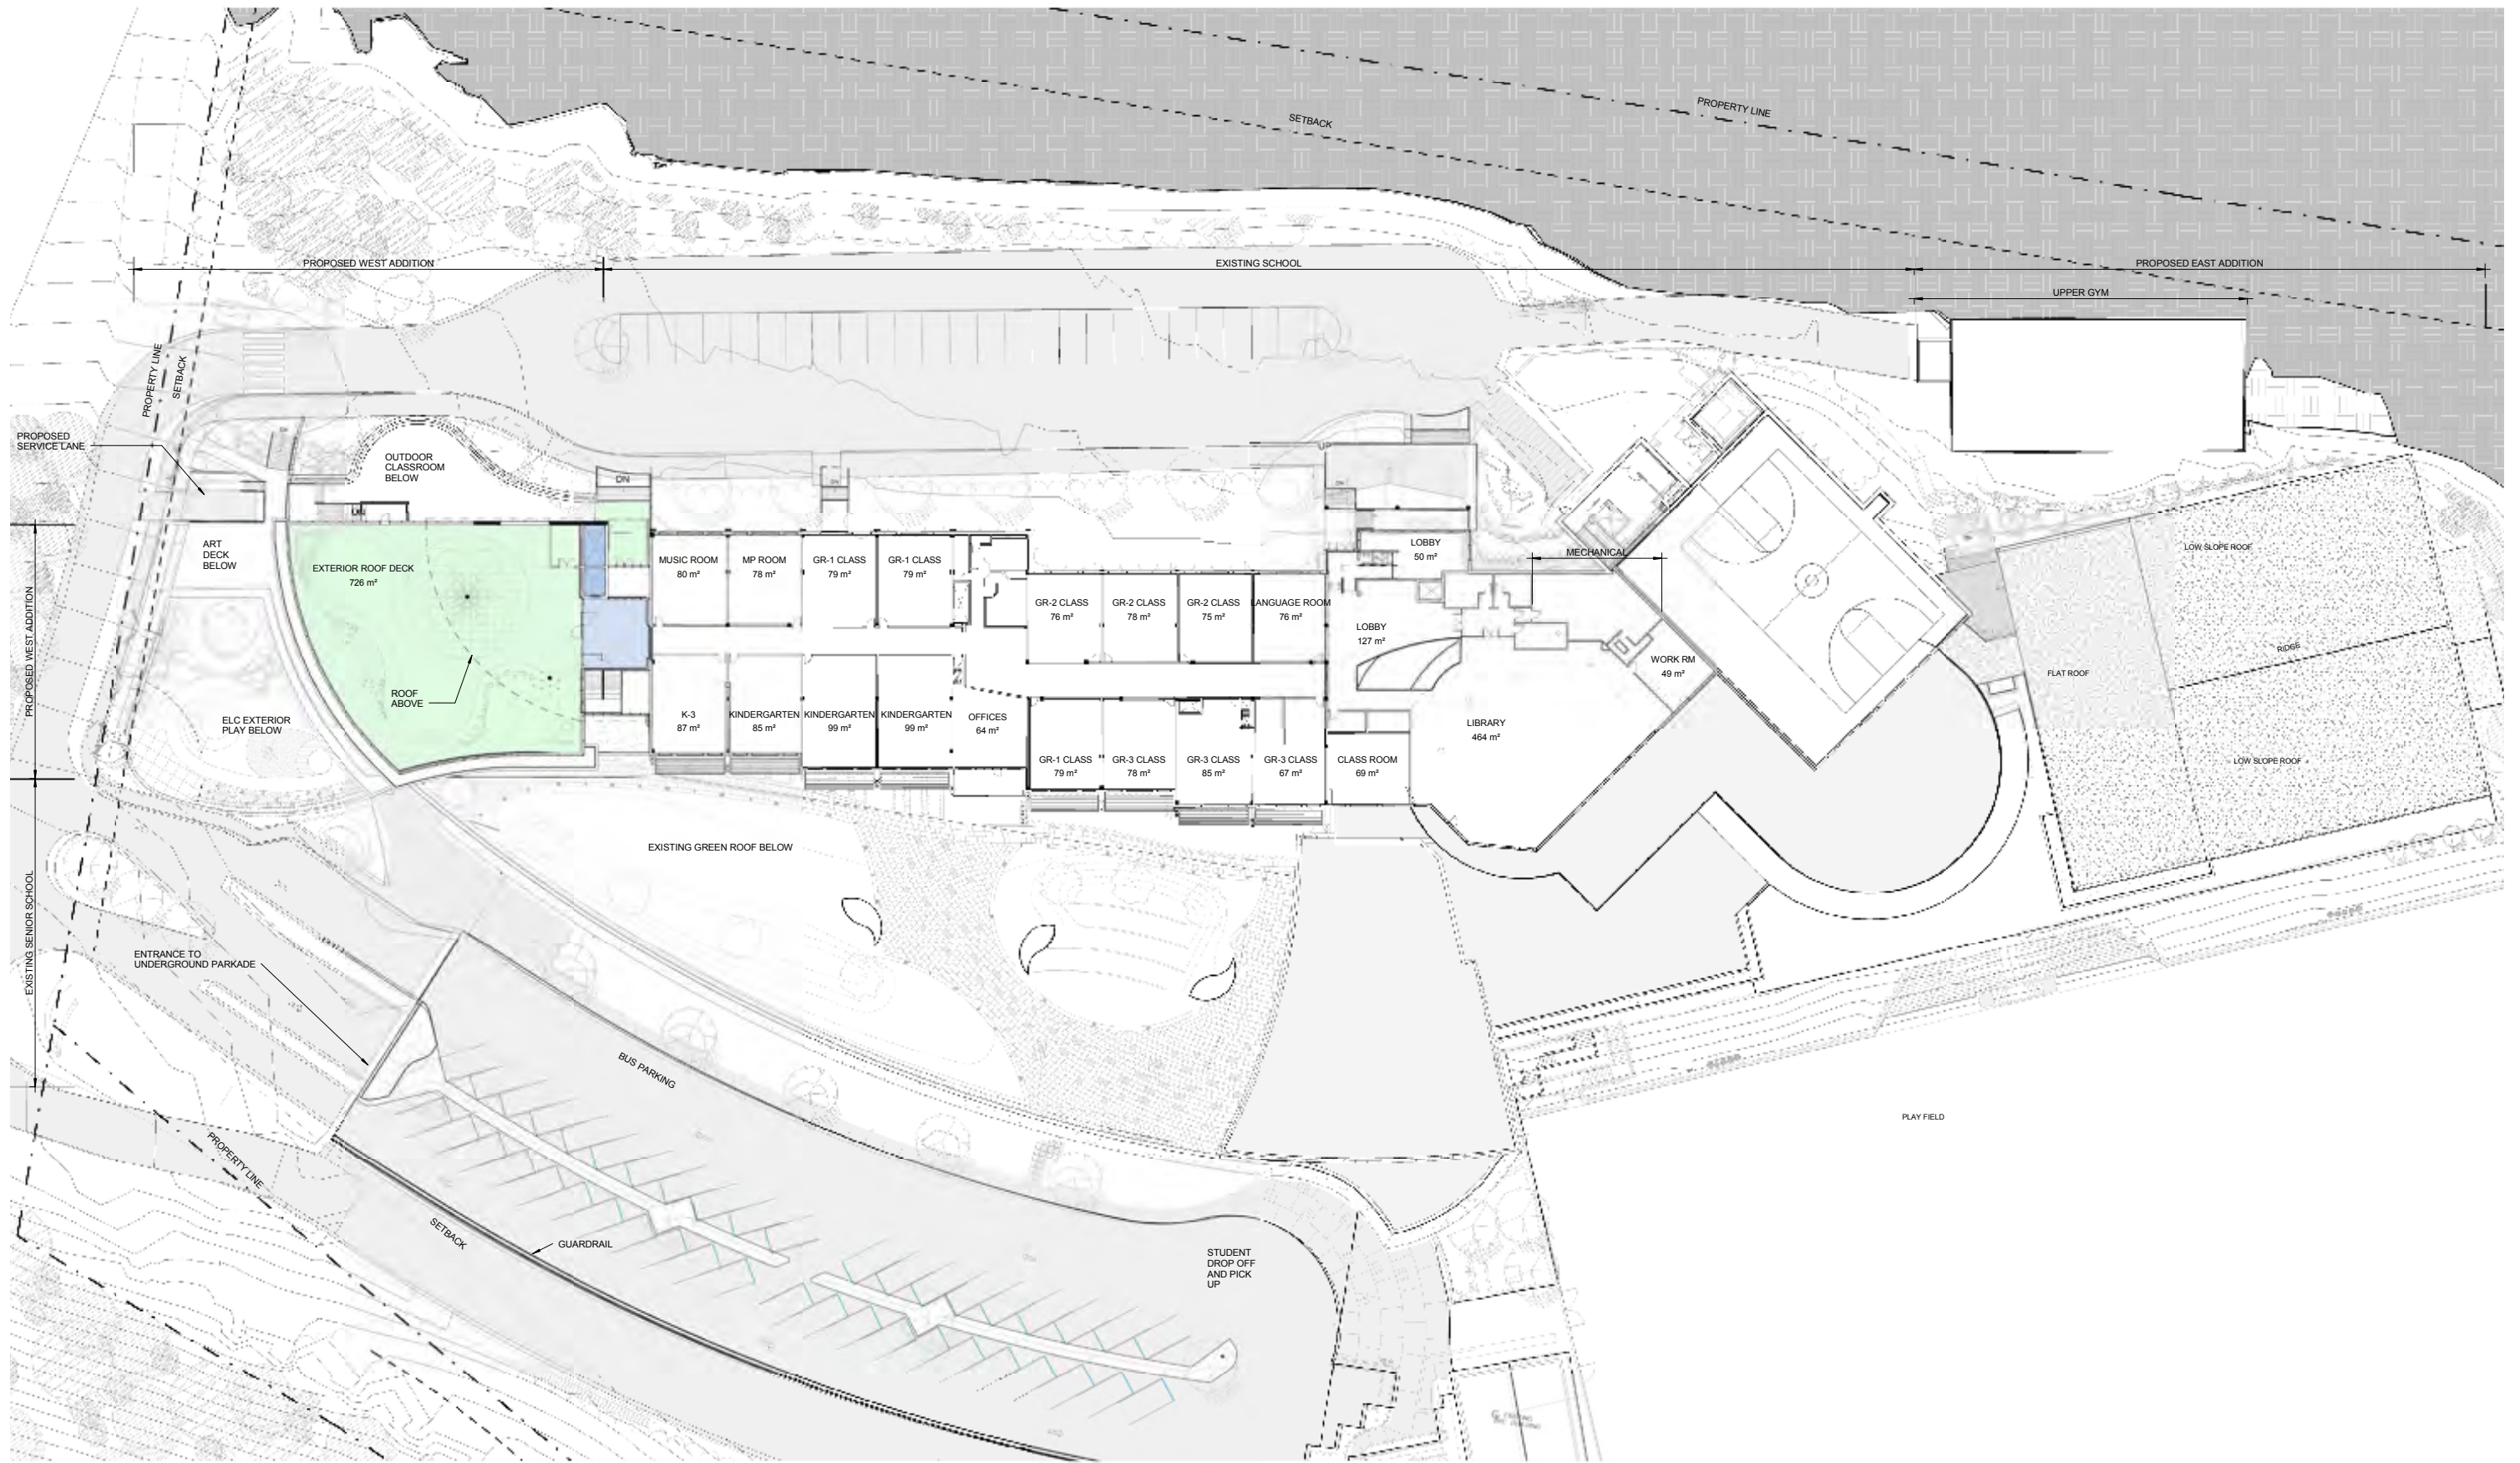 PROPERTY LINE
SETBACK
PROPOSED WEST ADDITION
EXISTING SCHOOL
PROPOSED EAST ADDITION
UPPER GYM
PROPERTY LINE
SETBACK
PROPOSED
SERVICE LANE
OUTDOOR
CLASSROOM
BELOW
DN
DN
ART
DECK
BELOW
EXTERIOR ROOF DECK
726 m²
MUSIC ROOM
80 m²
MP ROOM
78 m²
GR-1 CLASS
79 m²
GR-1 CLASS
79 m²
LOBBY
50 m²
MECHANICAL
LOW SLOPE ROOF
GR-2 CLASS
76 m²
GR-2 CLASS
78 m²
GR-2 CLASS
75 m²
LANGUAGE ROOM
76 m²
LOBBY
127 m²
WORK RM
49 m²
RIDGE
FLAT ROOF
PROPOSED WEST ADDITION
ROOF
ABOVE
ELC EXTERIOR
PLAY BELOW
K-3
87 m²
KINDERGARTEN
85 m²
KINDERGARTEN
99 m²
KINDERGARTEN
99 m²
OFFICES
64 m²
LIBRARY
464 m²
GR-1 CLASS
79 m²
GR-3 CLASS
78 m²
GR-3 CLASS
85 m²
GR-3 CLASS
67 m²
CLASS ROOM
69 m²
LOW SLOPE ROOF
EXISTING GREEN ROOF BELOW
EXISTING SENIOR SCHOOL
ENTRANCE TO
UNDERGROUND PARKADE
BUS PARKING
PLAY FIELD
PROPERTY LINE
SETBACK
GUARDRAIL
STUDENT
DROP OFF
AND PICK
UP